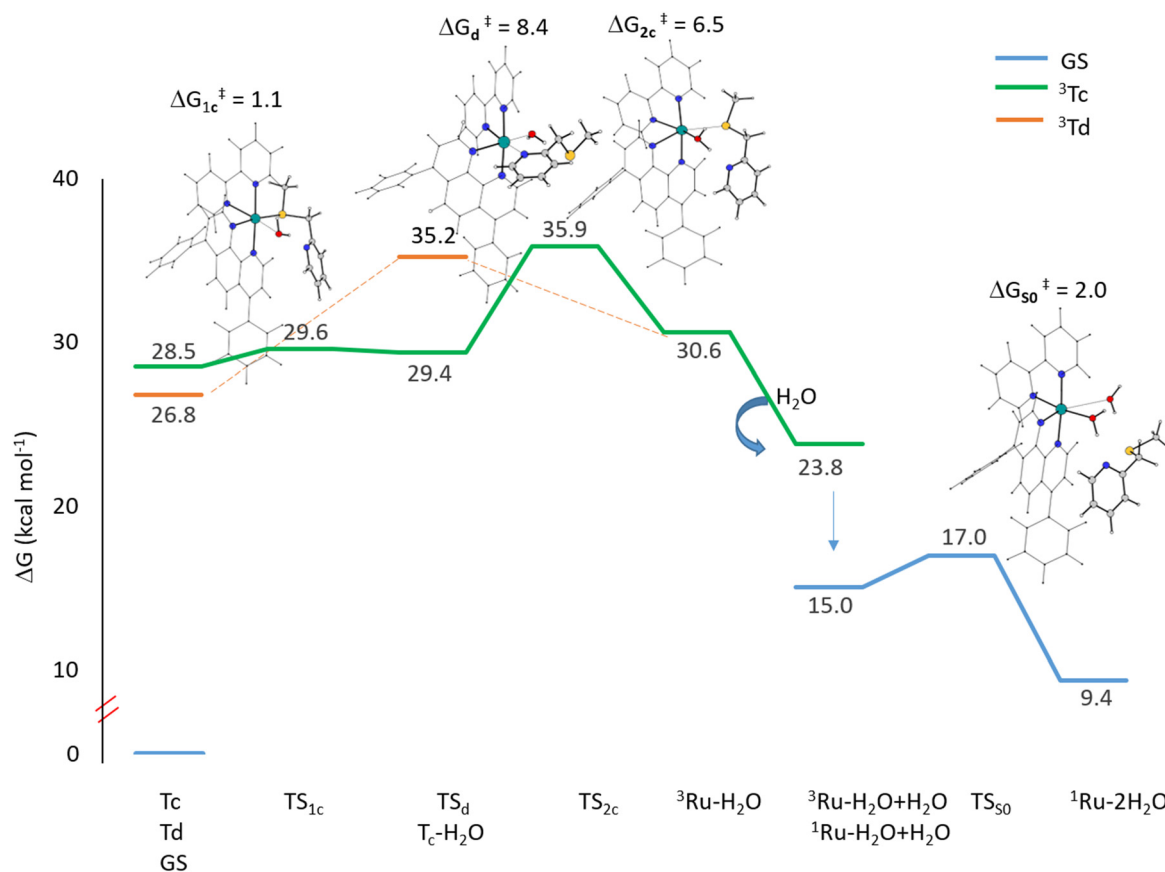 ΔG1c‡ = 1.1
ΔGd‡ = 8.4
ΔG2c‡ = 6.5
GS
³Tc
³Td
40
35.2
35.9
ΔGS0‡ = 2.0
30
28.5
29.6
26.8
29.4
30.6
H₂O
23.8
20
17.0
15.0
10
9.4
0
ΔG (kcal mol⁻¹)
Tc
Td
GS
TS1c
TSd
Tc-H₂O
TS2c
³Ru-H₂O
³Ru-H₂O+H₂O
¹Ru-H₂O+H₂O
TSS0
¹Ru-2H₂O